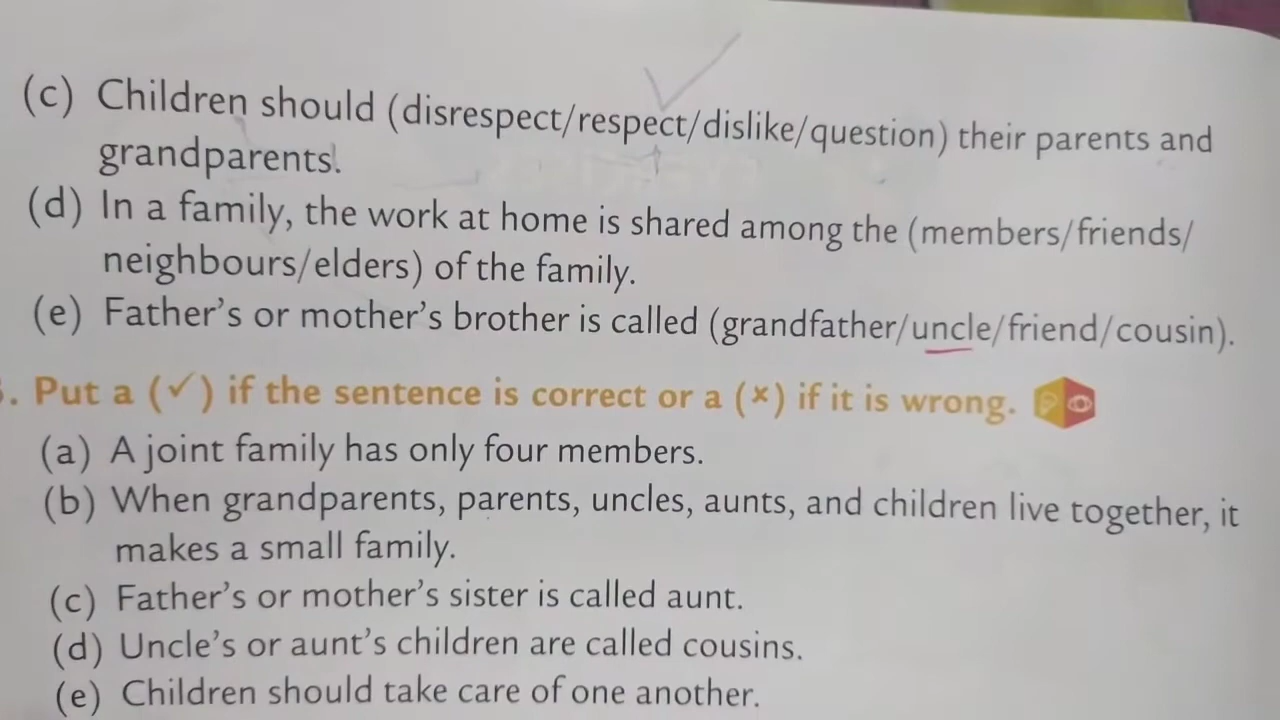 (c) Children should (disrespect/respect/dislike/question) their parents and
grandparents.
(d) In a family, the work at home is shared among the (members/friends/
neighbours/elders) of the family.
(e) Father's or mother's brother is called (grandfather/uncle/friend/cousin).
. Put a (✓) if the sentence is correct or a (×) if it is wrong.
(a) A joint family has only four members.
(b) When grandparents, parents, uncles, aunts, and children live together, it
makes a small family.
(c) Father's or mother's sister is called aunt.
(d) Uncle's or aunt's children are called cousins.
(e) Children should take care of one another.